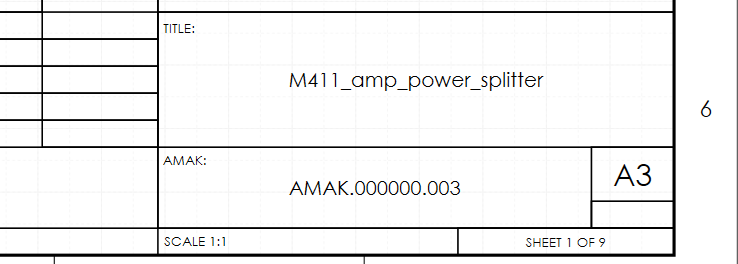 TITLE:
M411_amp_power_splitter
6
AMAK:
AMAK.000000.003
A3
SCALE 1:1
SHEET 1 OF 9